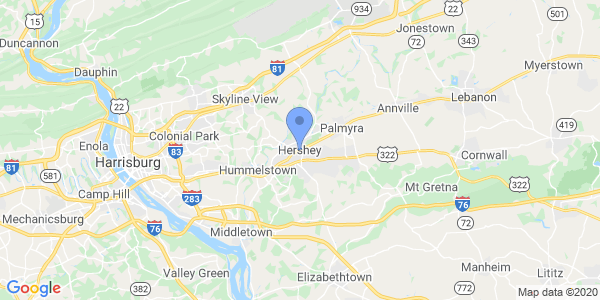 15
934
22
Jonestown
501
Duncannon
72
343
22
81
Myerstown
Dauphin
22
Skyline View
Annville
Lebanon
Palmyra
Colonial Park
419
Enola
83
Hershey
322
Cornwall
Harrisburg
81
Hummelstown
581
322
Camp Hill
283
Mt Gretna
76
Mechanicsburg
76
72
Middletown
501
Valley Green
Elizabethtown
Manheim
Lititz
772
Google
Map data ©2020